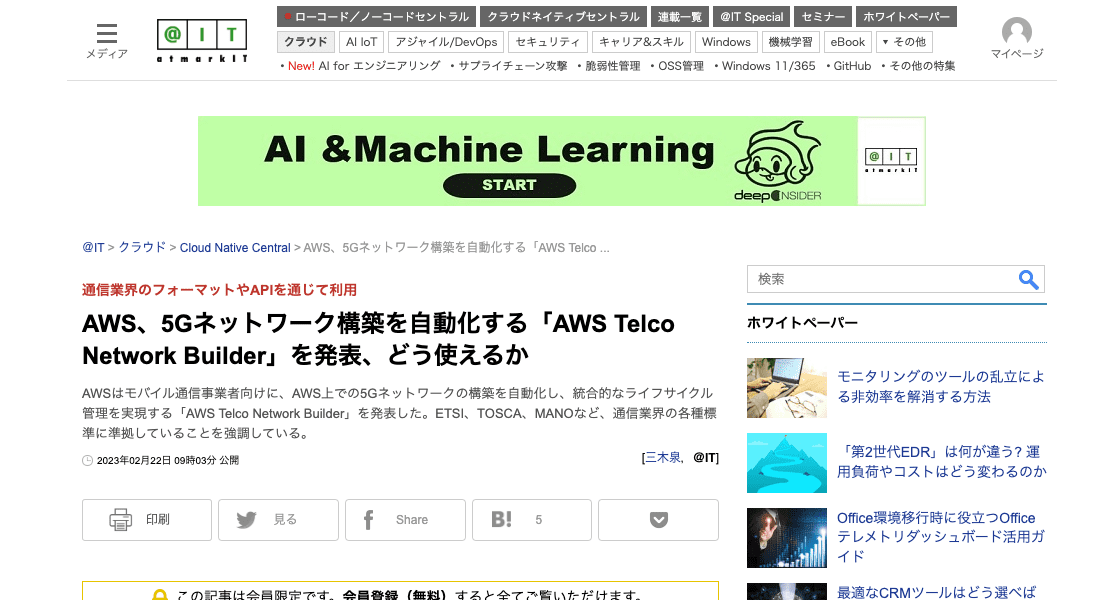 メディア
@IT
atmarkIT
ローコード／ノーコードセントラル クラウドネイティブセントラル 連載一覧 @IT Special セミナー ホワイトペーパー
クラウド AI IoT アジャイル/DevOps セキュリティ キャリア&スキル Windows 機械学習 eBook ▼ その他
・New! AI for エンジニアリング ・サプライチェーン攻撃 ・脆弱性管理 ・OSS管理 ・Windows 11/365 ・GitHub ・その他の特集
マイページ
AI &Machine Learning
START
deepINSIDER
@IT
atmarkIT
@IT > クラウド > Cloud Native Central > AWS、5Gネットワーク構築を自動化する「AWS Telco ...
通信業界のフォーマットやAPIを通じて利用
AWS、5Gネットワーク構築を自動化する「AWS Telco
Network Builder」を発表、どう使えるか
AWSはモバイル通信事業者向けに、AWS上での5Gネットワークの構築を自動化し、統合的なライフサイクル
管理を実現する「AWS Telco Network Builder」を発表した。ETSI、TOSCA、MANOなど、通信業界の各種標
準に準拠していることを強調している。
2023年02月22日 09時03分 公開
[三木泉, @IT]
印刷 見る Share B! 5
この記事は会員限定です。会員登録（無料）すると全てご覧いただけます。
検索
ホワイトペーパー
モニタリングのツールの乱立によ
る非効率を解消する方法
「第2世代EDR」は何が違う? 運
用負荷やコストはどう変わるのか
Office環境移行時に役立つOffice
テレメトリダッシュボード活用ガ
イド
最適なCRMツールはどう選べば